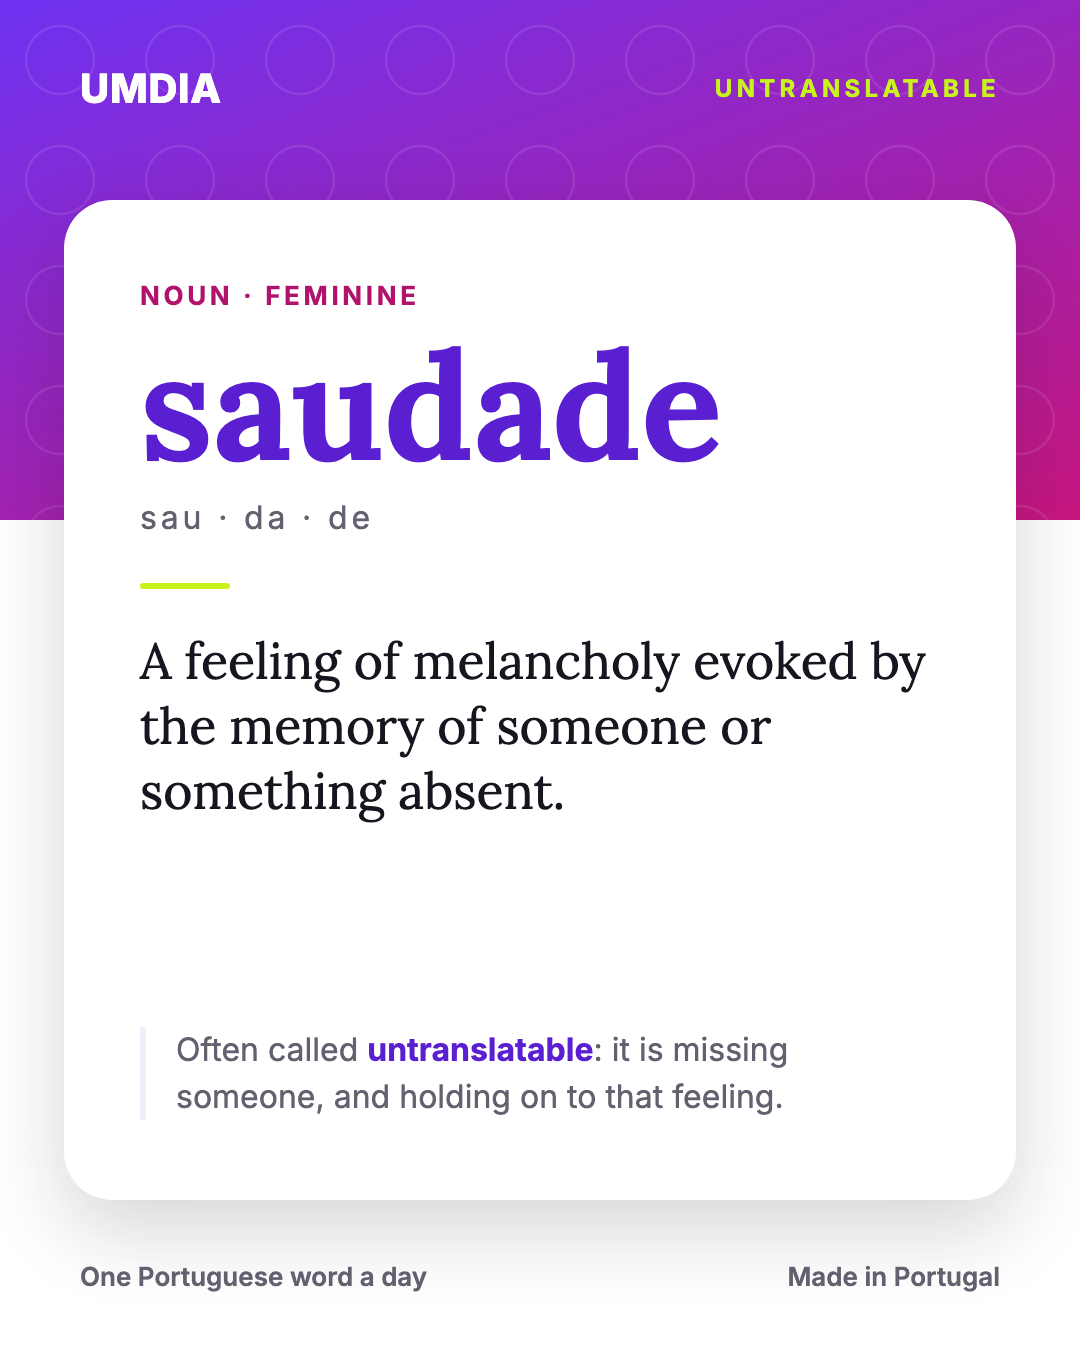 UMDIA
UNTRANSLATABLE
NOUN · FEMININE
saudade
sau · da · de
A feeling of melancholy evoked by
the memory of someone or
something absent.
Often called untranslatable: it is missing
someone, and holding on to that feeling.
One Portuguese word a day
Made in Portugal